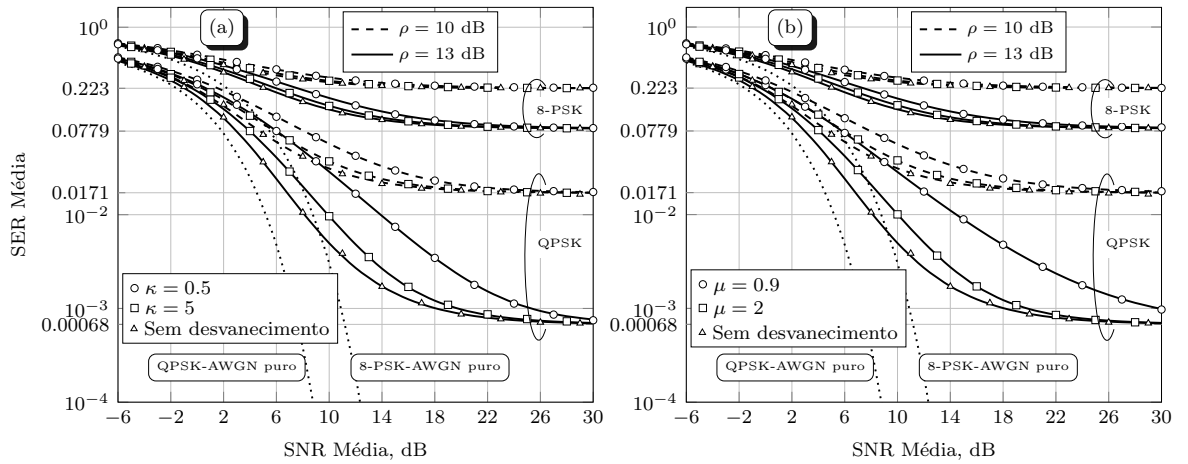 (a)
ρ = 10 dB
ρ = 13 dB
10^0
0.223
0.0779
0.0171
10^-2
10^-3
0.00068
10^-4
SER Média
8-PSK
QPSK
κ = 0.5
κ = 5
Sem desvanecimento
QPSK-AWGN puro
8-PSK-AWGN puro
−6 −2 2 6 10 14 18 22 26 30
SNR Média, dB
(b)
ρ = 10 dB
ρ = 13 dB
10^0
0.223
0.0779
0.0171
10^-2
10^-3
0.00068
10^-4
8-PSK
QPSK
μ = 0.9
μ = 2
Sem desvanecimento
QPSK-AWGN puro
8-PSK-AWGN puro
−6 −2 2 6 10 14 18 22 26 30
SNR Média, dB